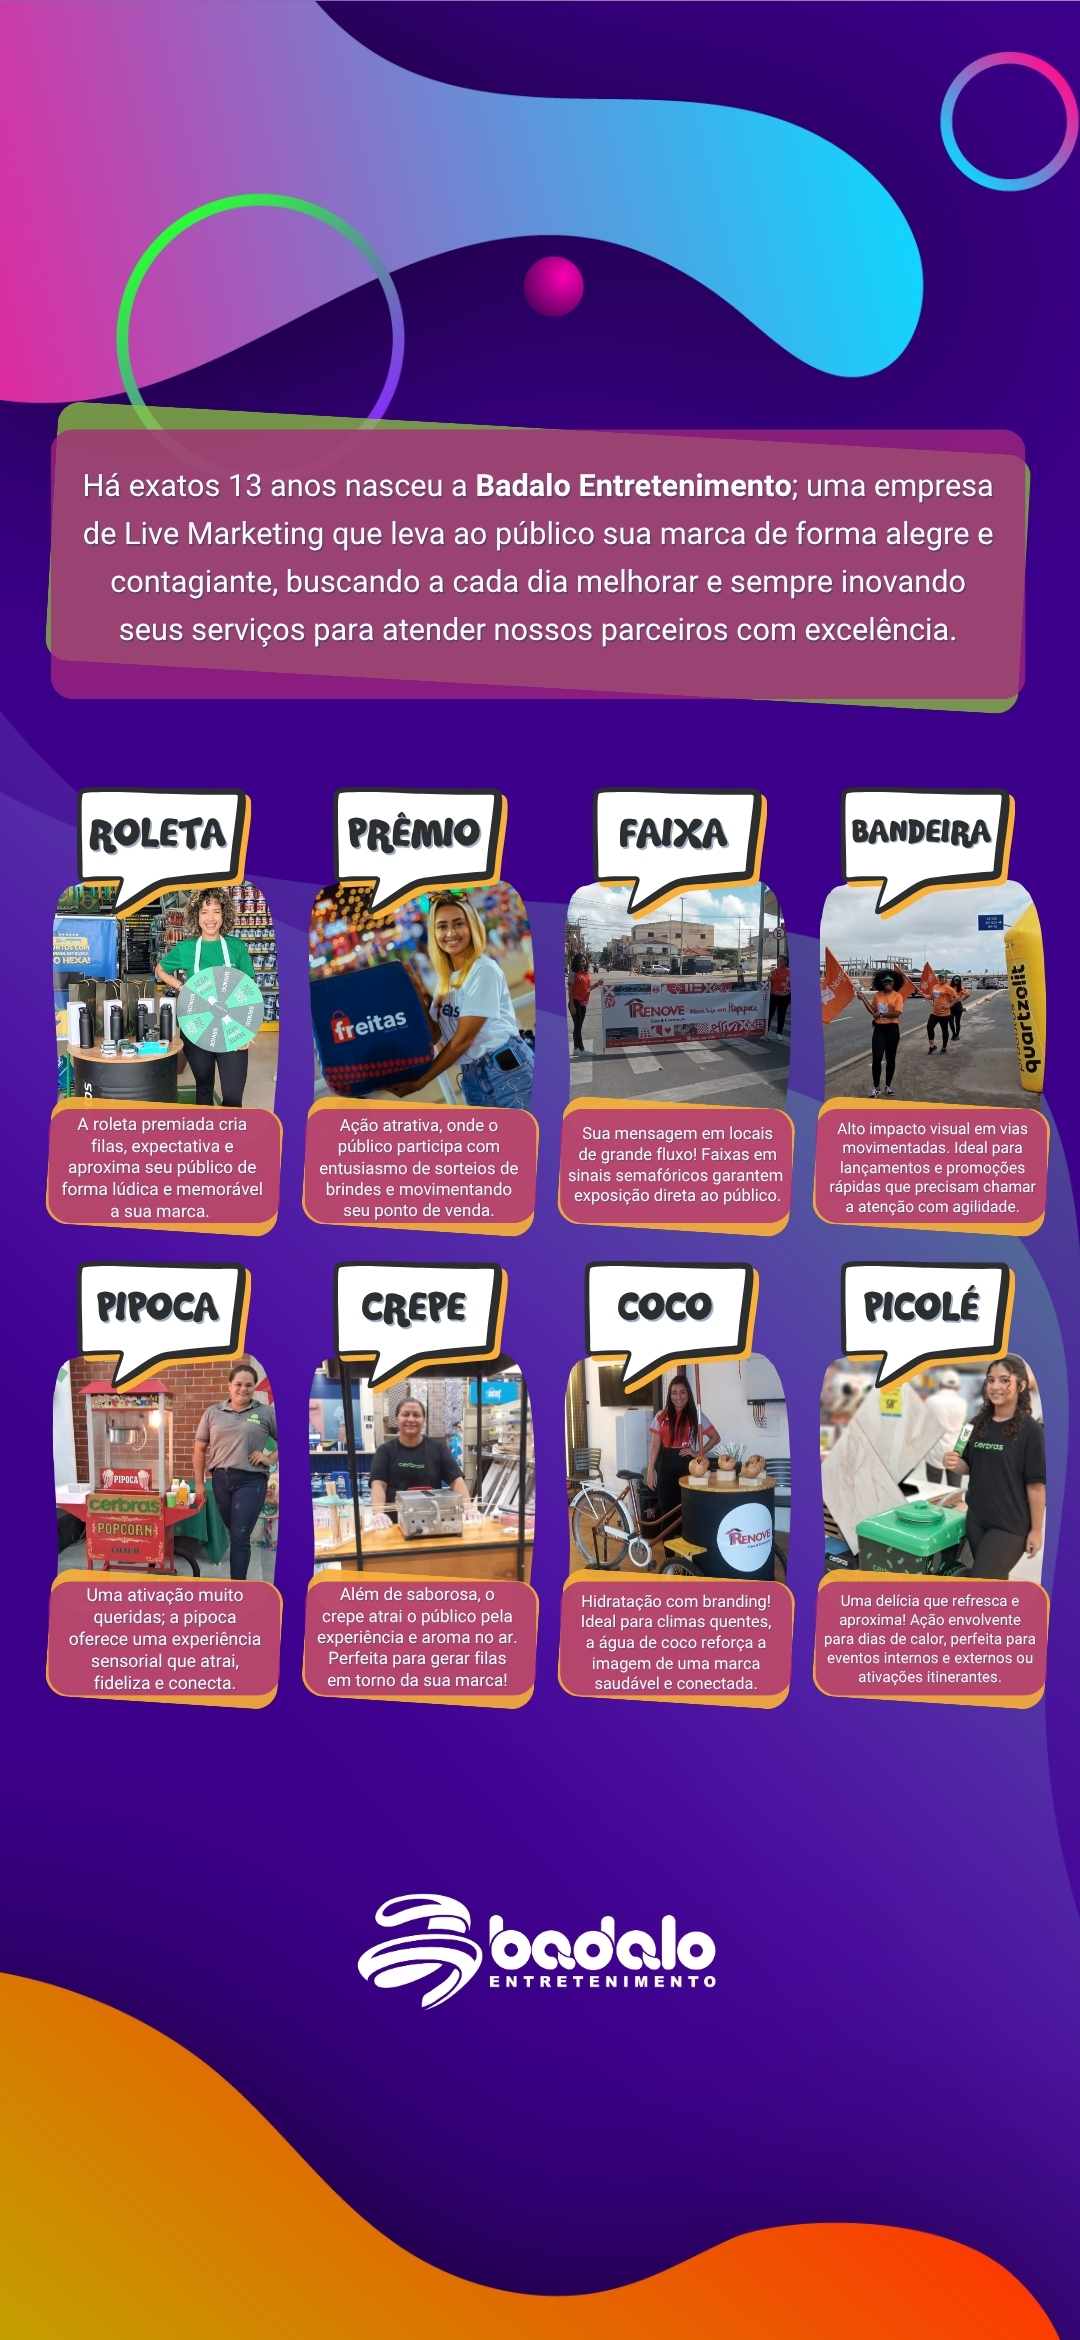 Há exatos 13 anos nasceu a Badalo Entretenimento; uma empresa
de Live Marketing que leva ao público sua marca de forma alegre e
contagiante, buscando a cada dia melhorar e sempre inovando
seus serviços para atender nossos parceiros com excelência.
ROLETA
PRÊMIO
FAIXA
BANDEIRA
O HEXA!
BRINDE
freitas
RENOVE
Nova loja em Itapipoca
quartzolit
A roleta premiada cria
filas, expectativa e
aproxima seu público de
forma lúdica e memorável
a sua marca.
Ação atrativa, onde o
público participa com
entusiasmo de sorteios de
brindes e movimentando
seu ponto de venda.
Sua mensagem em locais
de grande fluxo! Faixas em
sinais semafóricos garantem
exposição direta ao público.
Alto impacto visual em vias
movimentadas. Ideal para
lançamentos e promoções
rápidas que precisam chamar
a atenção com agilidade.
PIPOCA
CREPE
COCO
PICOLÉ
PIPOCA
cerbras
POPCORN
cerbras
RENOVE
cerbras
Uma ativação muito
queridas; a pipoca
oferece uma experiência
sensorial que atrai,
fideliza e conecta.
Além de saborosa, o
crepe atrai o público pela
experiência e aroma no ar.
Perfeita para gerar filas
em torno da sua marca!
Hidratação com branding!
Ideal para climas quentes,
a água de coco reforça a
imagem de uma marca
saudável e conectada.
Uma delícia que refresca e
aproxima! Ação envolvente
para dias de calor, perfeita para
eventos internos e externos ou
ativações itinerantes.
badalo
ENTRETENIMENTO